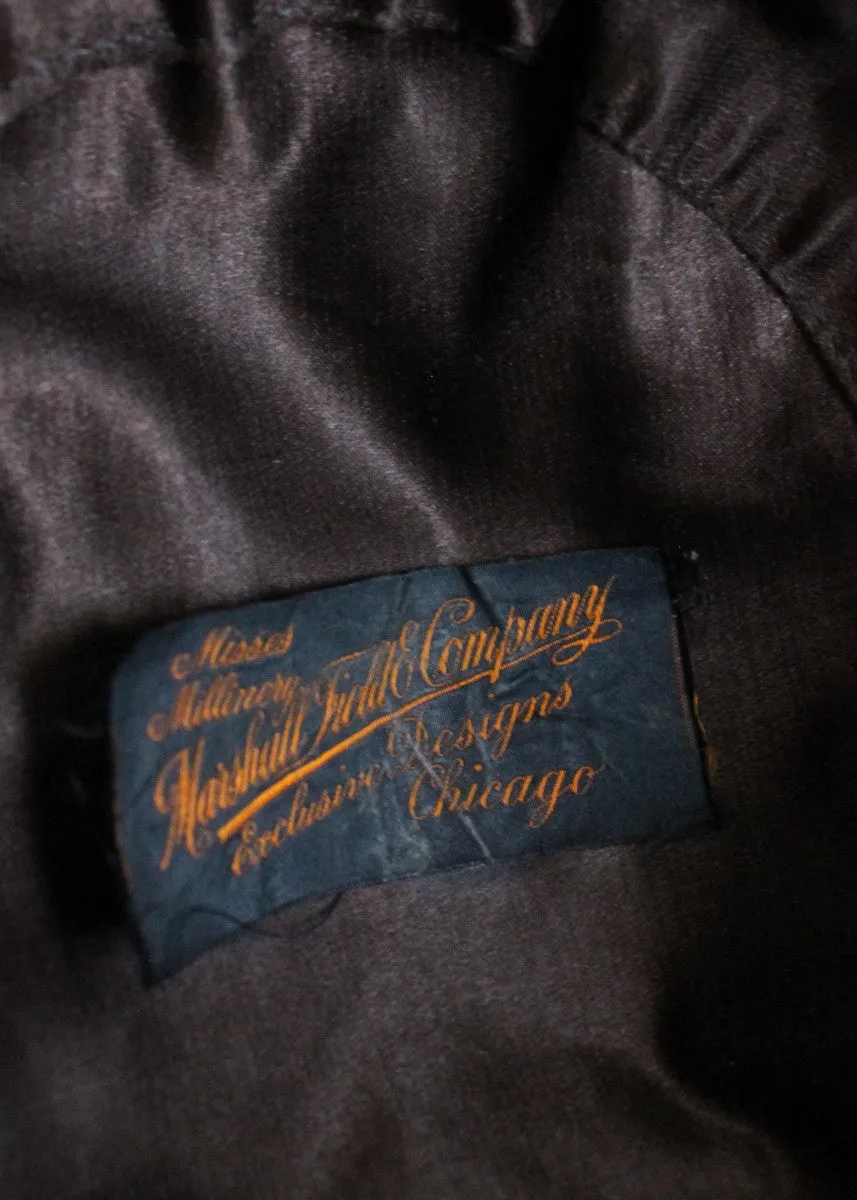 Misses
Millinery
Marshall Field & Company
Exclusive Designs
Chicago